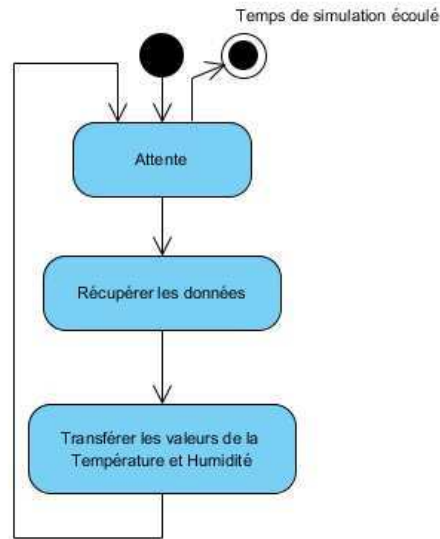 Temps de simulation écoulé
Attente
Récupérer les données
Transférer les valeurs de la
Température et Humidité